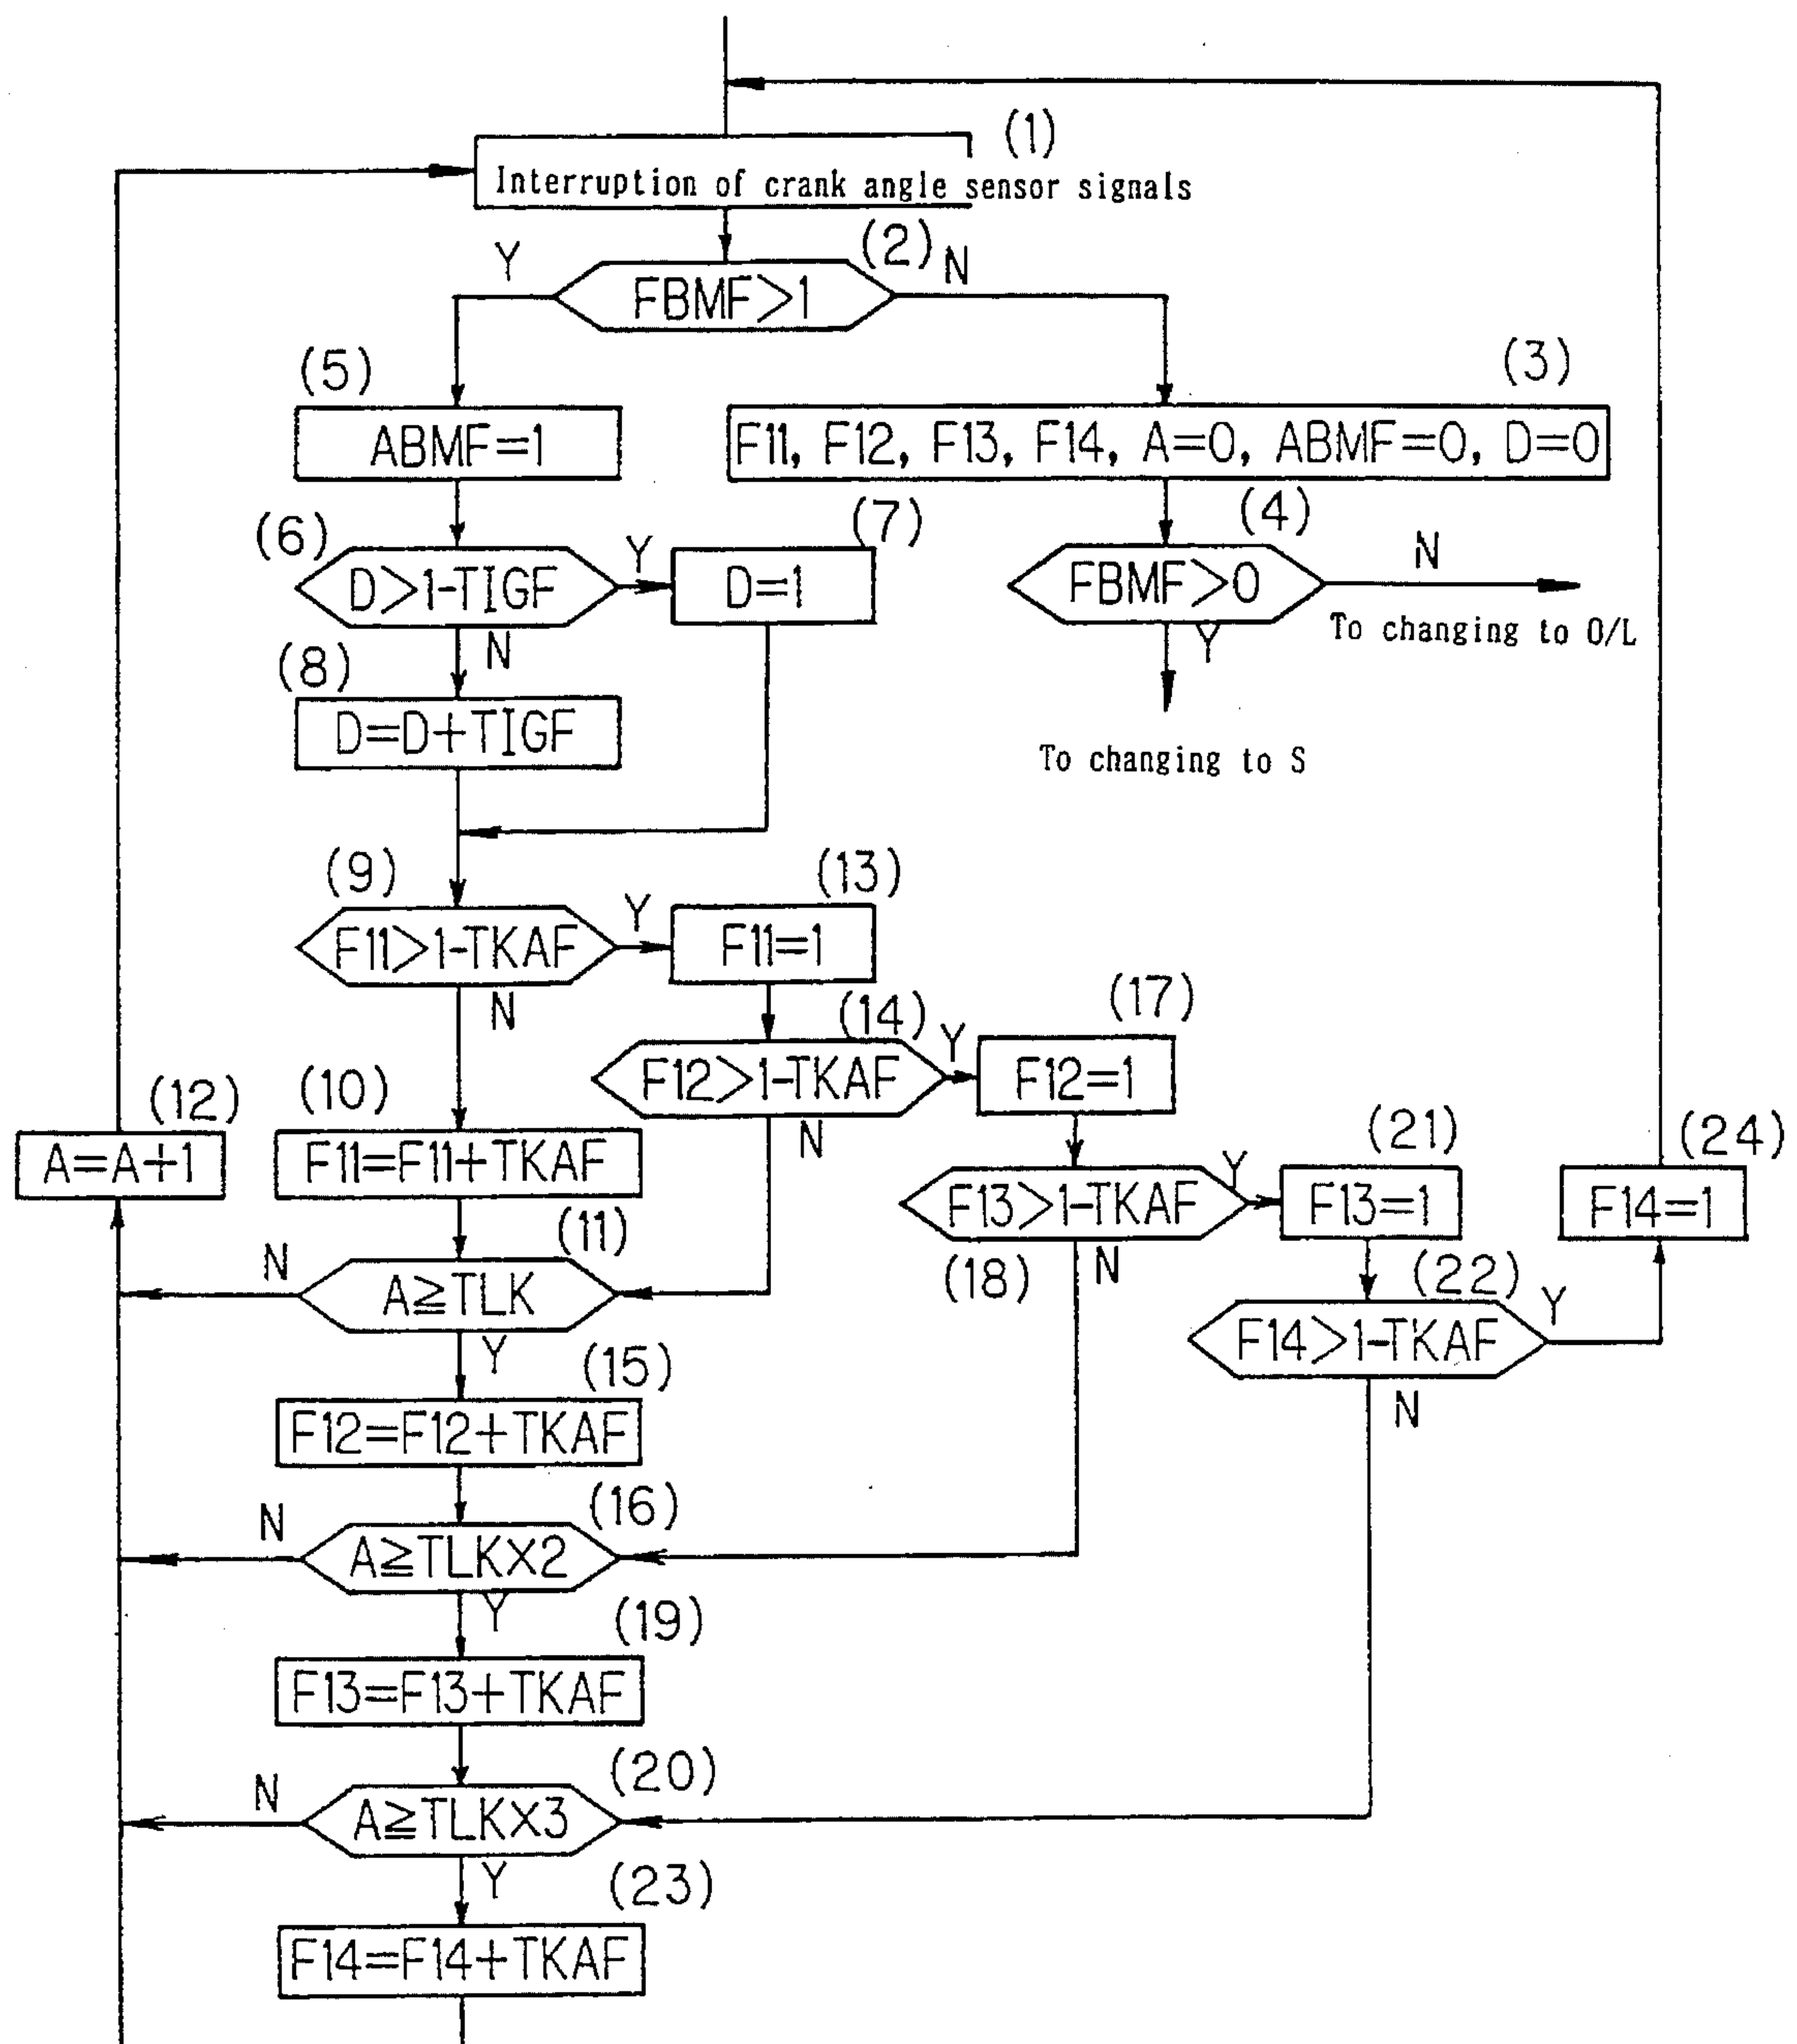 (1)
Interruption of crank angle sensor signals
Y
(2)
N
FBMF>1
(5)
(3)
ABMF=1
F11, F12, F13, F14, A=0, ABMF=0, D=0
(6)
Y
(7)
(4)
N
D>1-TIGF
D=1
FBMF>0
N
Y
To changing to O/L
(8)
D=D+TIGF
To changing to S
(9)
Y
(13)
F11>1-TKAF
F11=1
N
(14)
Y
(17)
F12>1-TKAF
F12=1
(12)
(10)
N
(21)
(24)
A=A+1
F11=F11+TKAF
Y
F13>1-TKAF
F13=1
F14=1
(11)
(18)
N
N
A≧TLK
(22)
Y
Y
F14>1-TKAF
(15)
N
F12=F12+TKAF
(16)
N
A≧TLKX2
Y
(19)
F13=F13+TKAF
(20)
N
A≧TLKX3
Y
(23)
F14=F14+TKAF